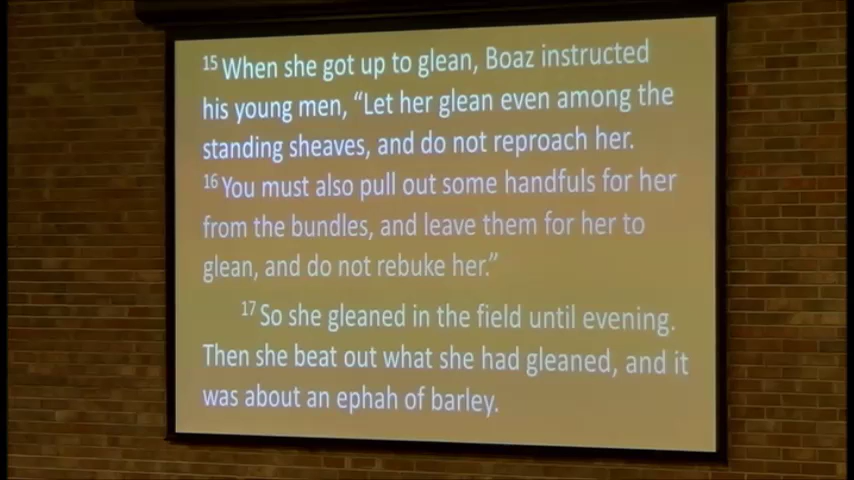 15 When she got up to glean, Boaz instructed
his young men, “Let her glean even among the
standing sheaves, and do not reproach her.
16 You must also pull out some handfuls for her
from the bundles, and leave them for her to
glean, and do not rebuke her.”
17 So she gleaned in the field until evening.
Then she beat out what she had gleaned, and it
was about an ephah of barley.